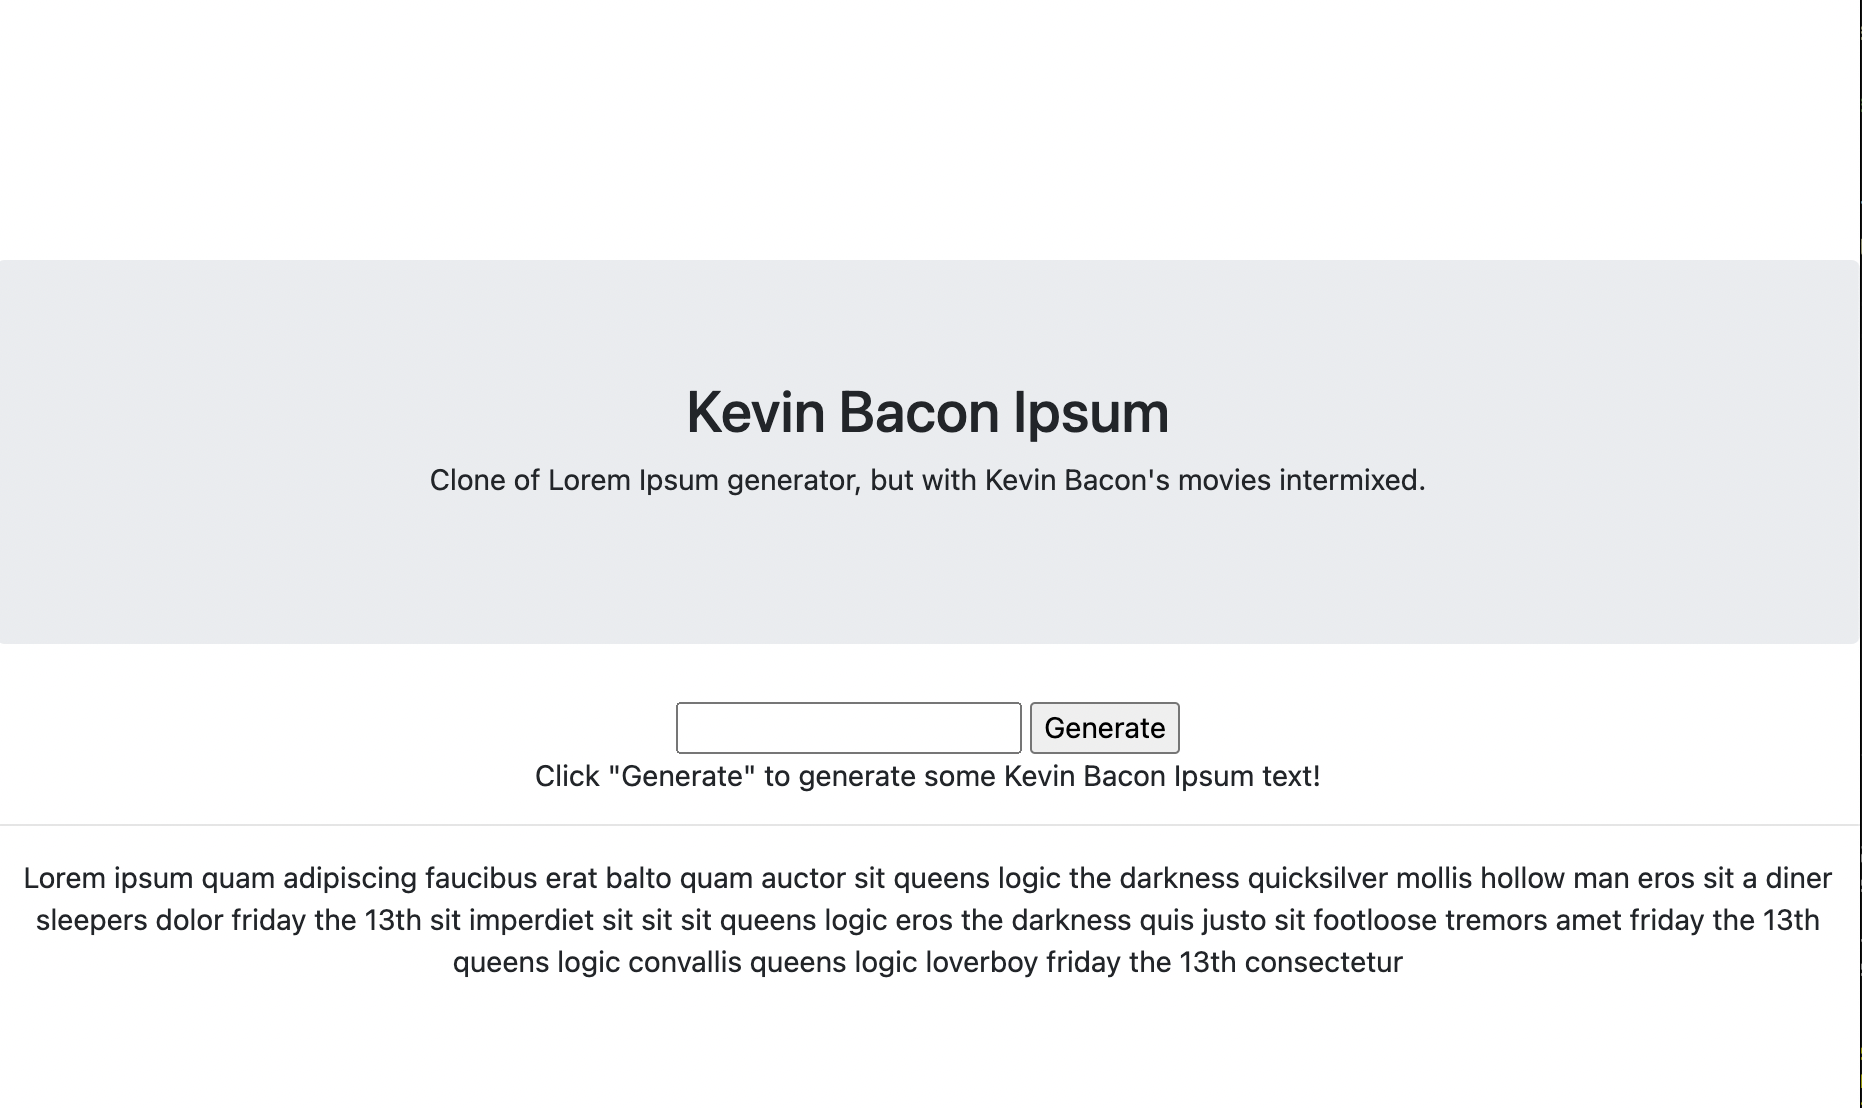 Kevin Bacon Ipsum
Clone of Lorem Ipsum generator, but with Kevin Bacon's movies intermixed.
Generate
Click "Generate" to generate some Kevin Bacon Ipsum text!
Lorem ipsum quam adipiscing faucibus erat balto quam auctor sit queens logic the darkness quicksilver mollis hollow man eros sit a diner
sleepers dolor friday the 13th sit imperdiet sit sit sit queens logic eros the darkness quis justo sit footloose tremors amet friday the 13th
queens logic convallis queens logic loverboy friday the 13th consectetur